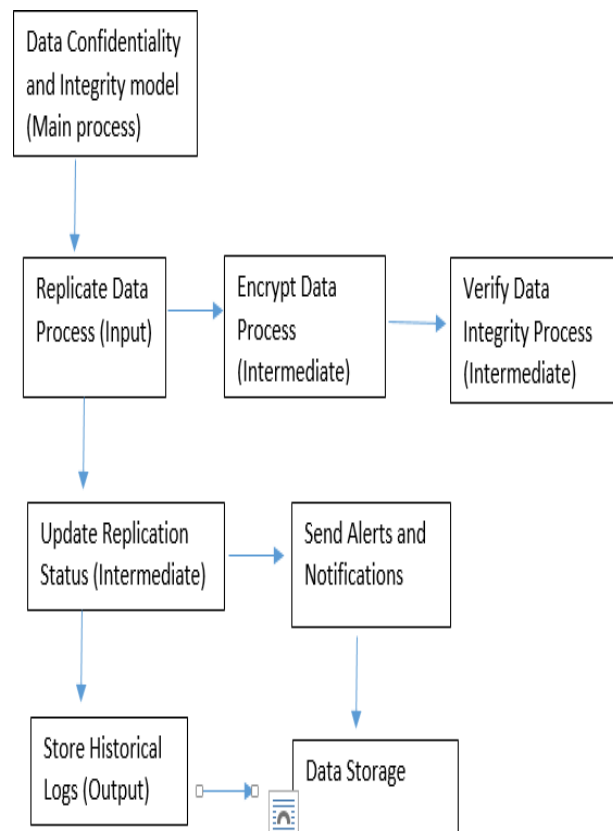 Data Confidentiality
and Integrity model
(Main process)
Replicate Data
Process (Input)
Encrypt Data
Process
(Intermediate)
Verify Data
Integrity Process
(Intermediate)
Update Replication
Status (Intermediate)
Send Alerts and
Notifications
Store Historical
Logs (Output)
Data Storage